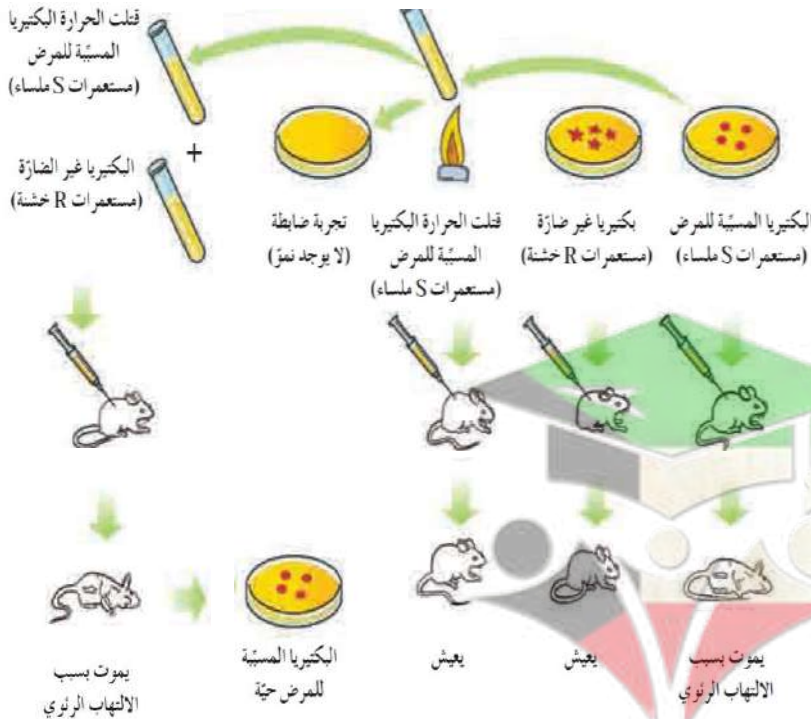 قتلت الحرارة البكتيريا
المسبّبة للمرض
(مستعمرات S ملساء)
+
البكتيريا غير الضارّة
(مستعمرات R خشنة)
البكتيريا المسبّبة للمرض
(مستعمرات S ملساء)
بكتيريا غير ضارّة
(مستعمرات R خشنة)
قتلت الحرارة البكتيريا
المسبّبة للمرض
(مستعمرات S ملساء)
تجربة ضابطة
(لا يوجد نموّ)
يموت بسبب
الالتهاب الرئوي
يعيش
يعيش
البكتيريا المسبّبة
للمرض حيّة
يموت بسبب
الالتهاب الرئوي